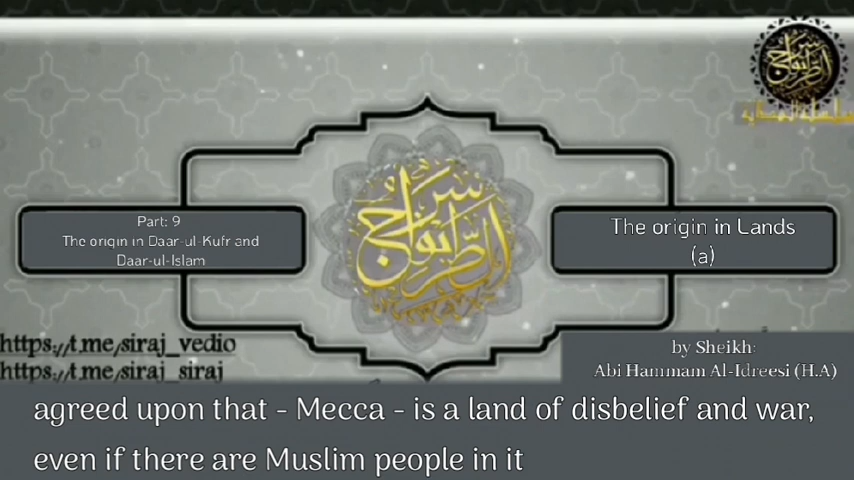 سراج
الطريق
Part: 9
The origin in Daar-ul-Kufr and
Daar-ul-Islam
The origin in Lands
(a)
https://t.me/siraj_vedio
https://t.me/siraj_siraj
by Sheikh:
Abi Hammam Al-Idreesi (H.A)
agreed upon that - Mecca - is a land of disbelief and war,
even if there are Muslim people in it